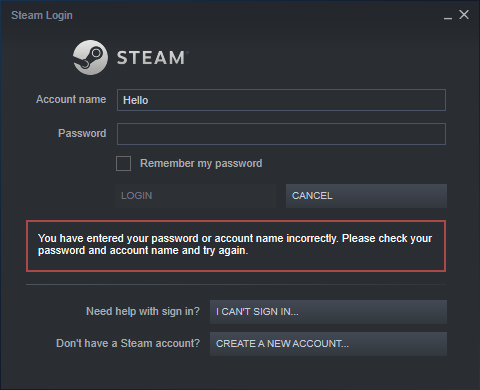 Steam Login
STEAM
Account name Hello
Password
Remember my password
LOGIN CANCEL
You have entered your password or account name incorrectly. Please check your
password and account name and try again.
Need help with sign in? I CAN'T SIGN IN...
Don't have a Steam account? CREATE A NEW ACCOUNT...